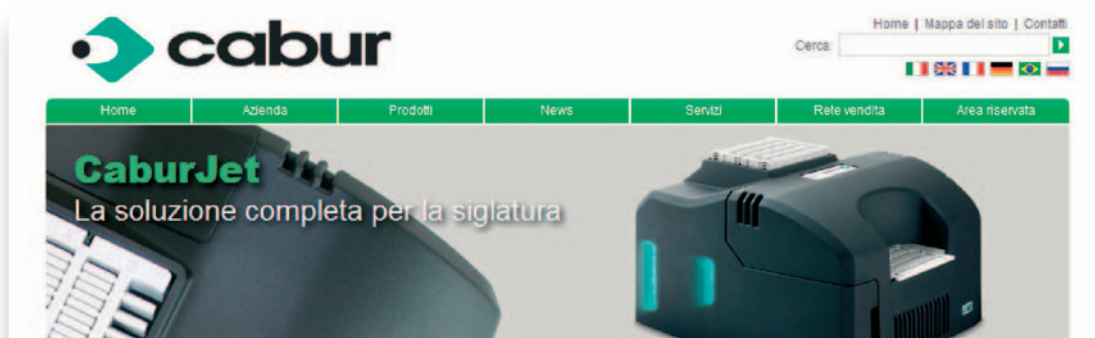 Home | Mappa del sito | Contatti
cabur
Cerca:
Home Azienda Prodotti News Servizi Rete vendita Area riservata
CaburJet
La soluzione completa per la siglatura